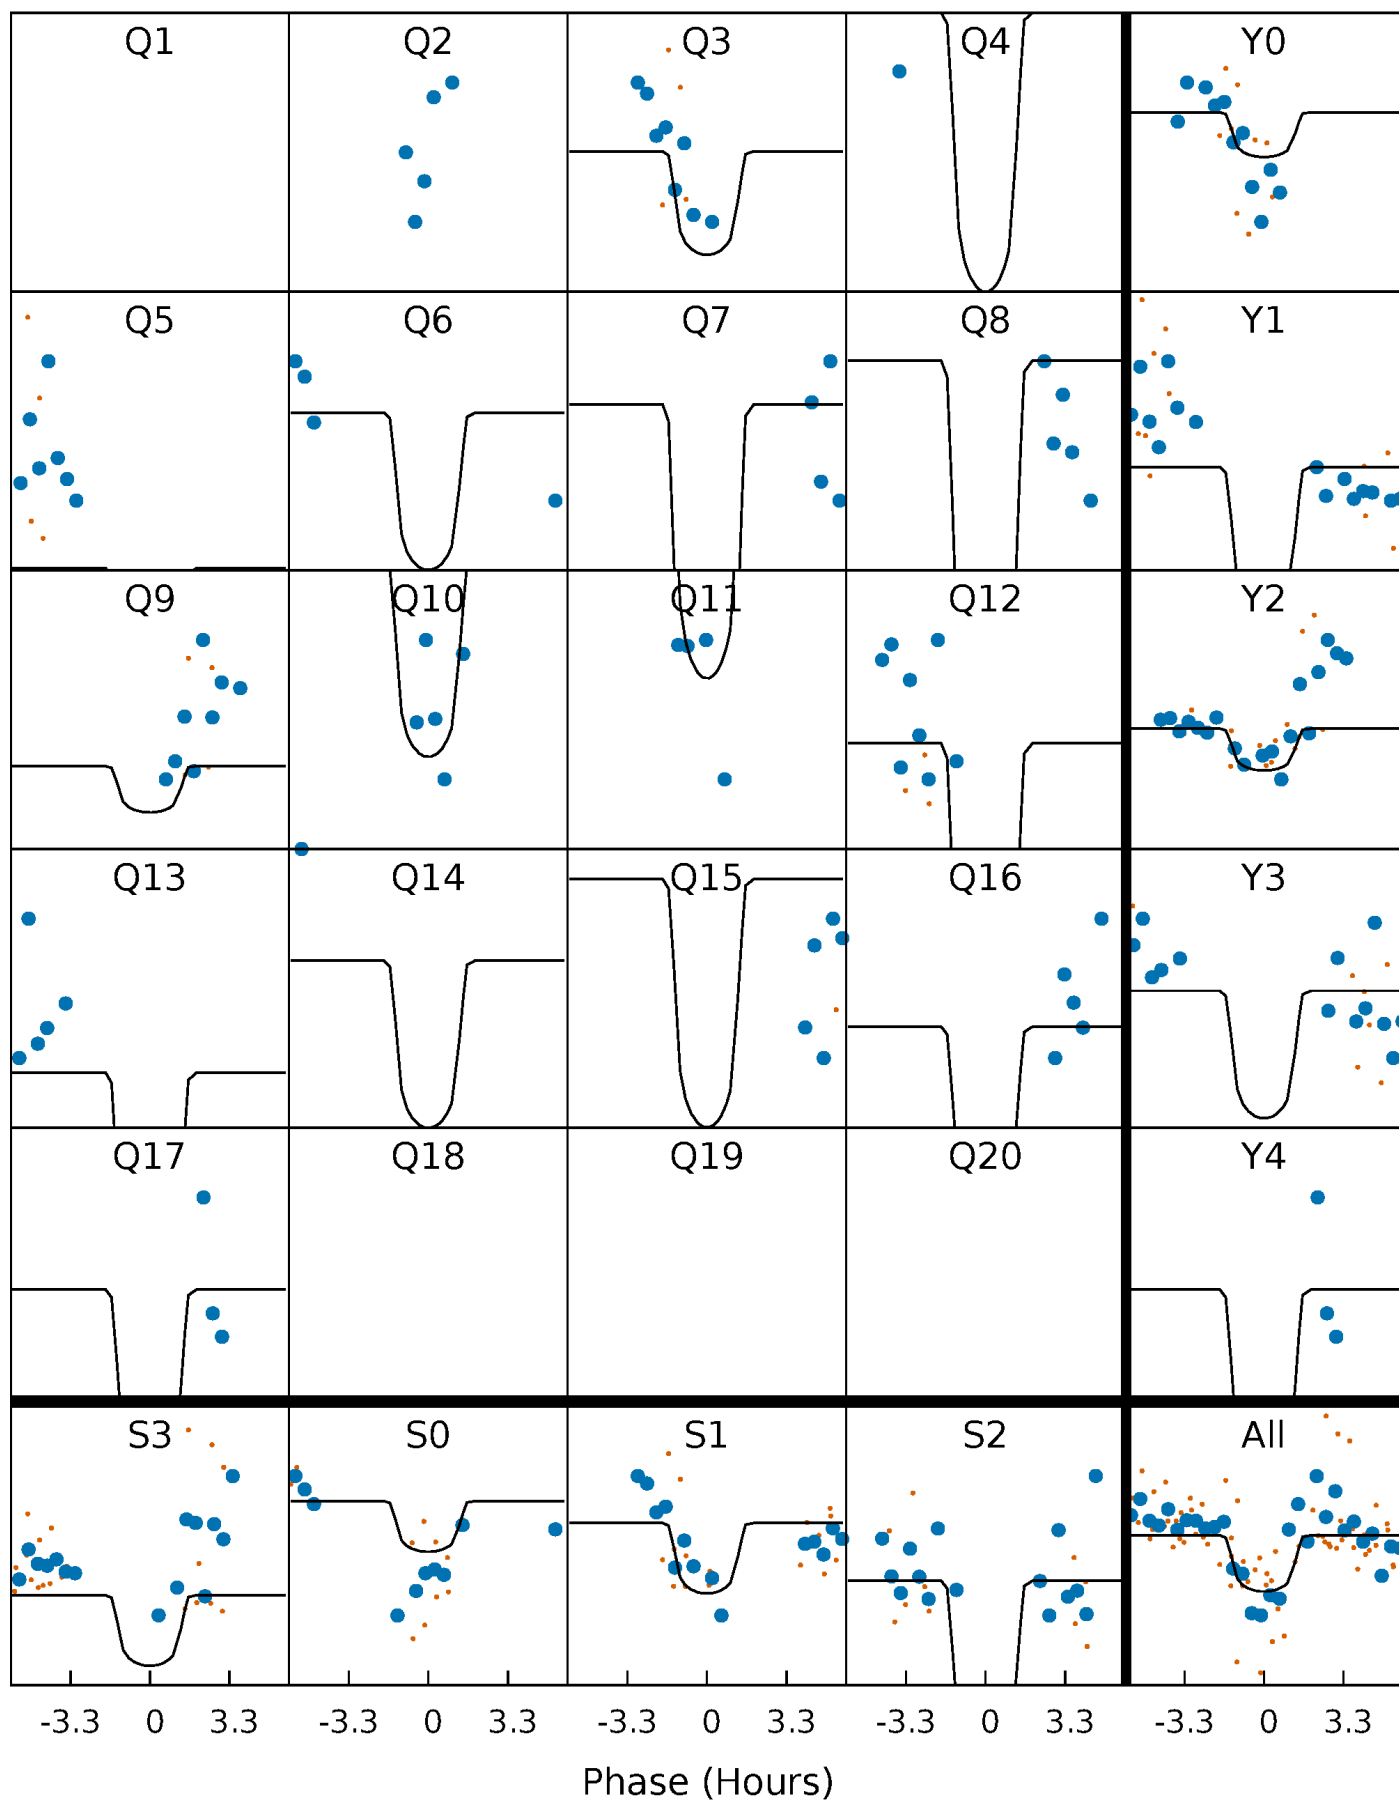 Q1 Q2 Q3 Q4 Y0
Q5 Q6 Q7 Q8 Y1
Q9 Q10 Q11 Q12 Y2
Q13 Q14 Q15 Q16 Y3
Q17 Q18 Q19 Q20 Y4
S3 S0 S1 S2 All
-3.3 0 3.3 -3.3 0 3.3 -3.3 0 3.3 -3.3 0 3.3 -3.3 0 3.3
Phase (Hours)